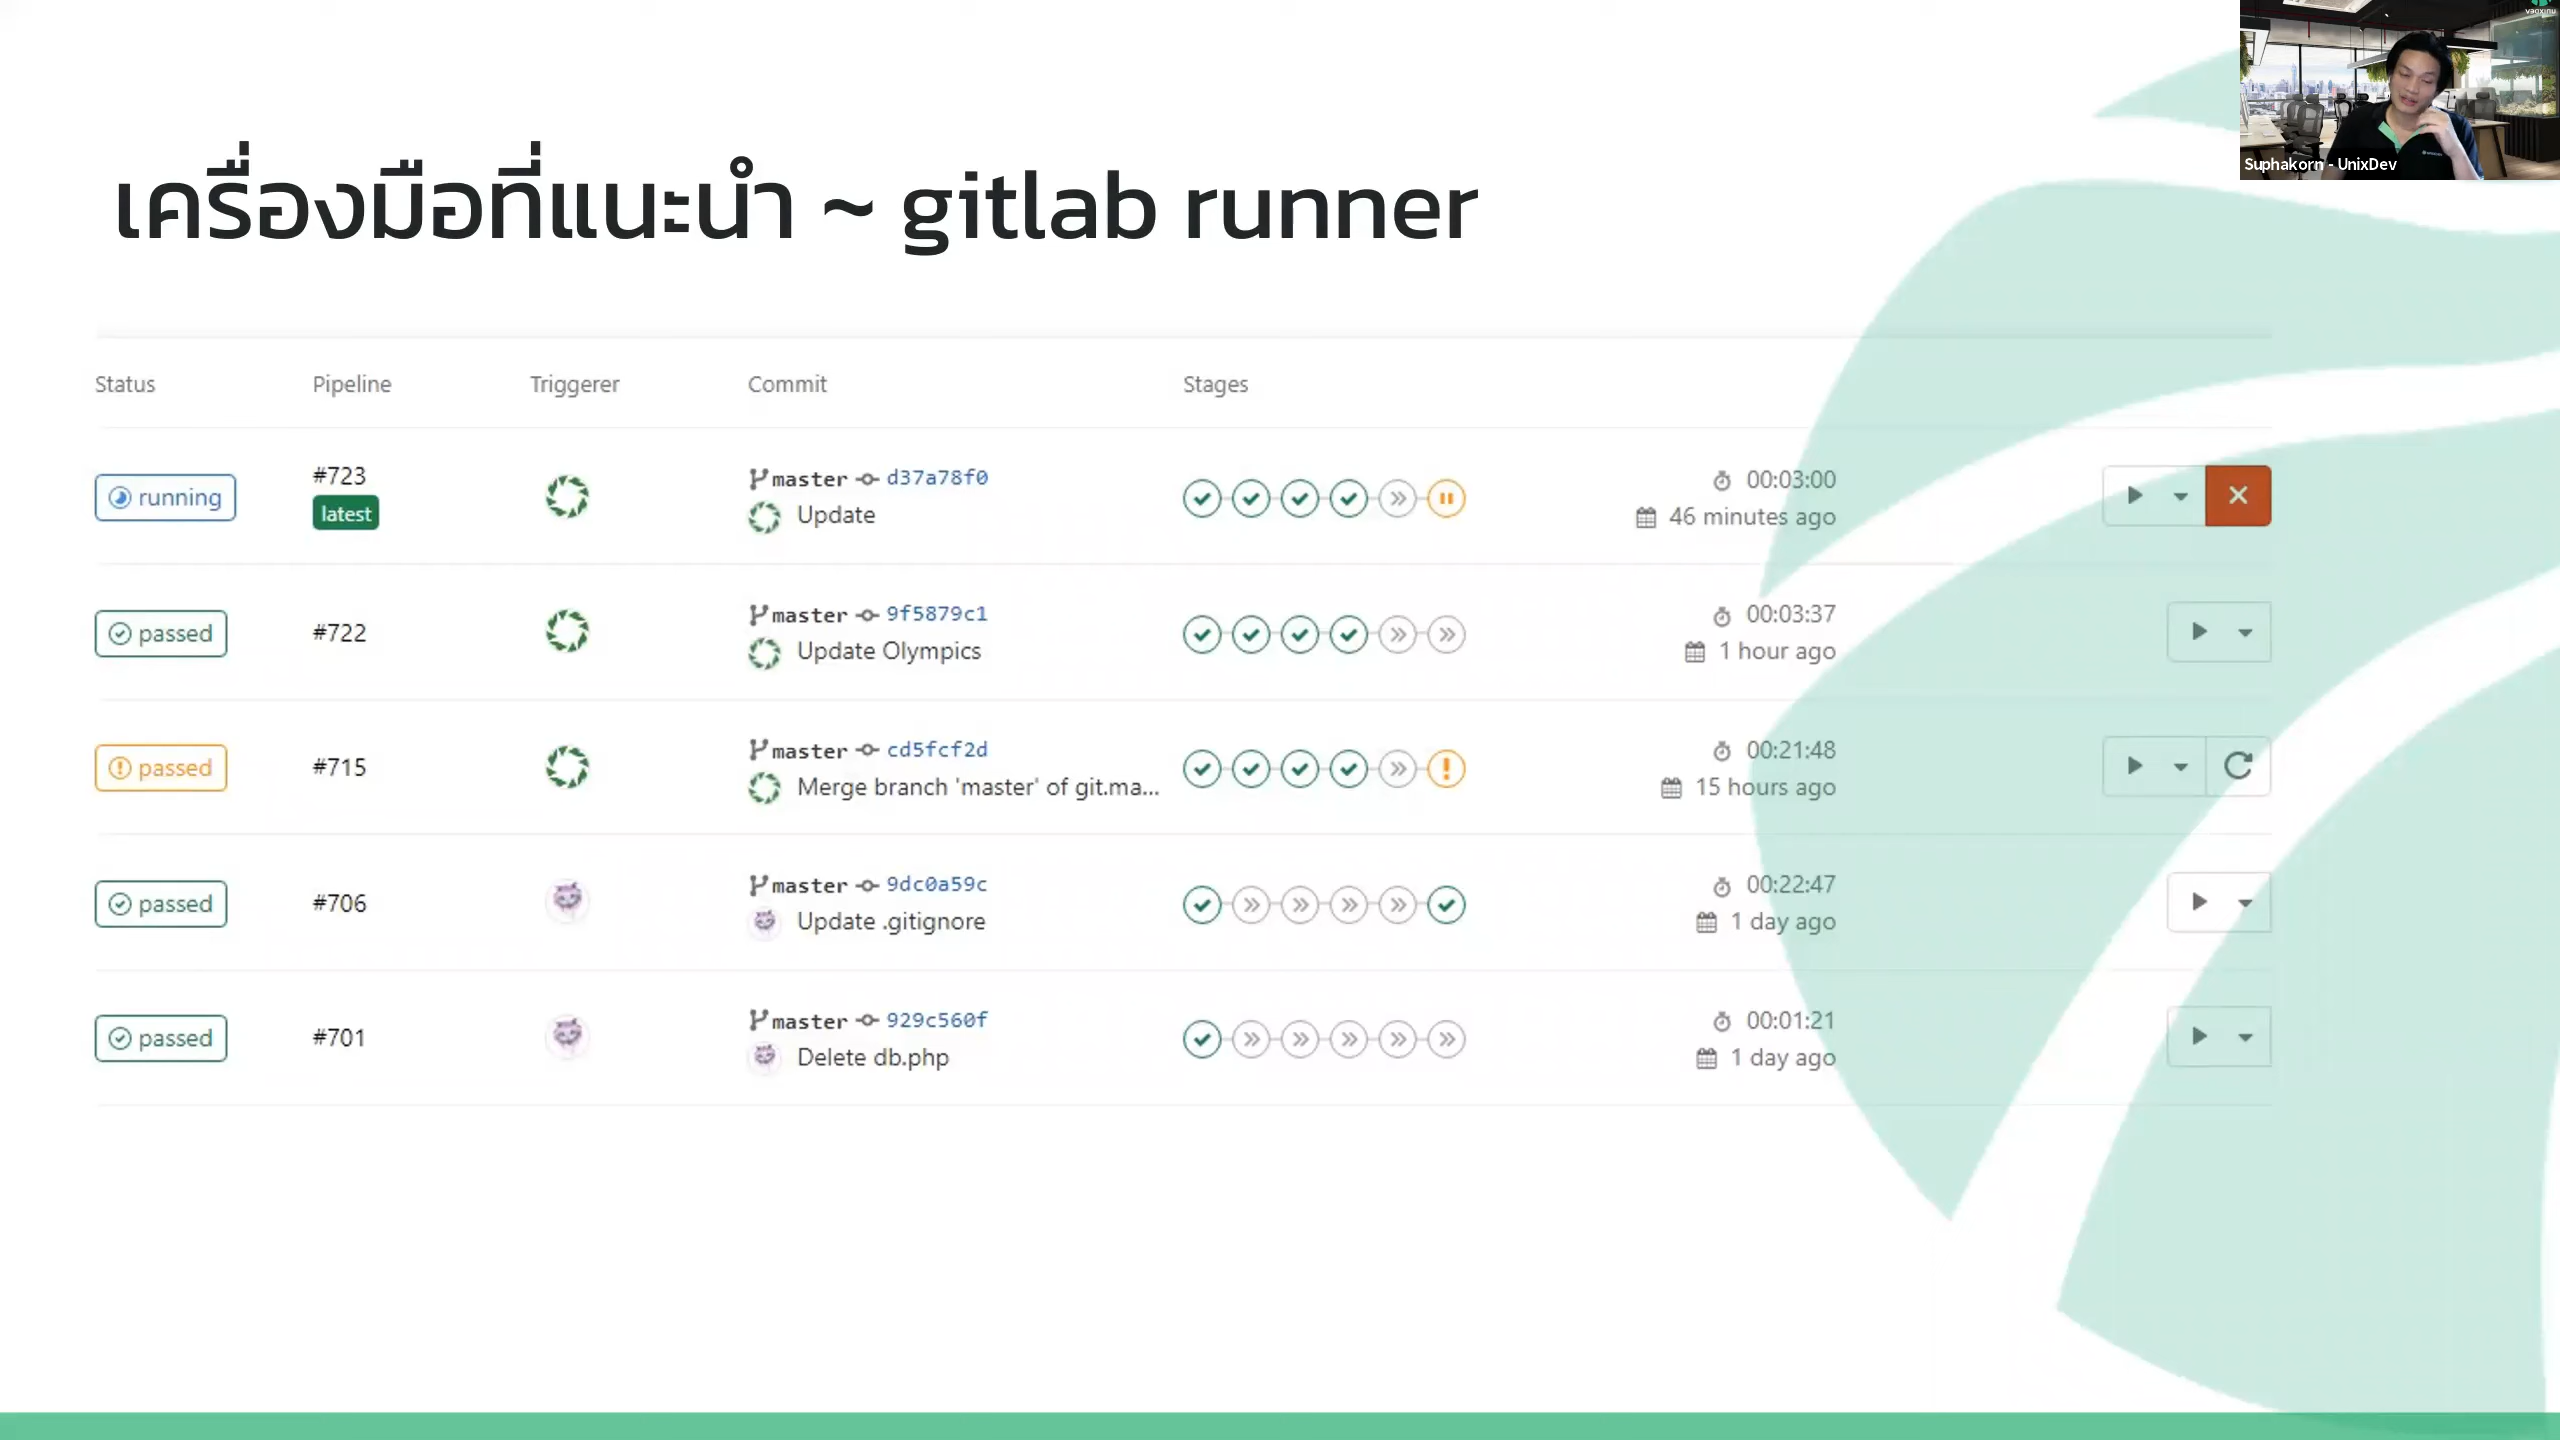 เครื่องมือที่แนะนำ ~ gitlab runner
Suphakorn - UnixDev
Status Pipeline Triggerer Commit Stages
running #723 latest master d37a78f0 Update 00:03:00 46 minutes ago
passed #722 master 9f5879c1 Update Olympics 00:03:37 1 hour ago
passed #715 master cd5fcf2d Merge branch 'master' of git.ma... 00:21:48 15 hours ago
passed #706 master 9dc0a59c Update .gitignore 00:22:47 1 day ago
passed #701 master 929c560f Delete db.php 00:01:21 1 day ago